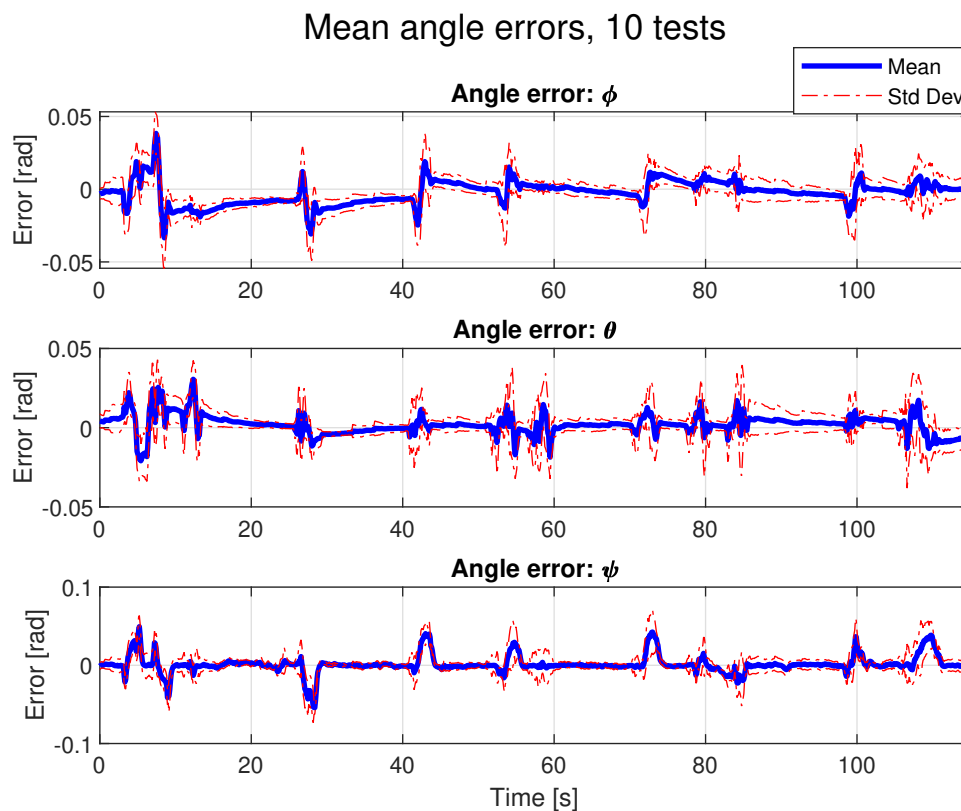 Mean angle errors, 10 tests
Mean
Std Dev
Angle error: ϕ
Error [rad]
0.05
0
-0.05
0 20 40 60 80 100
Angle error: θ
Error [rad]
0.05
0
-0.05
0 20 40 60 80 100
Angle error: ψ
Error [rad]
0.1
0
-0.1
0 20 40 60 80 100
Time [s]